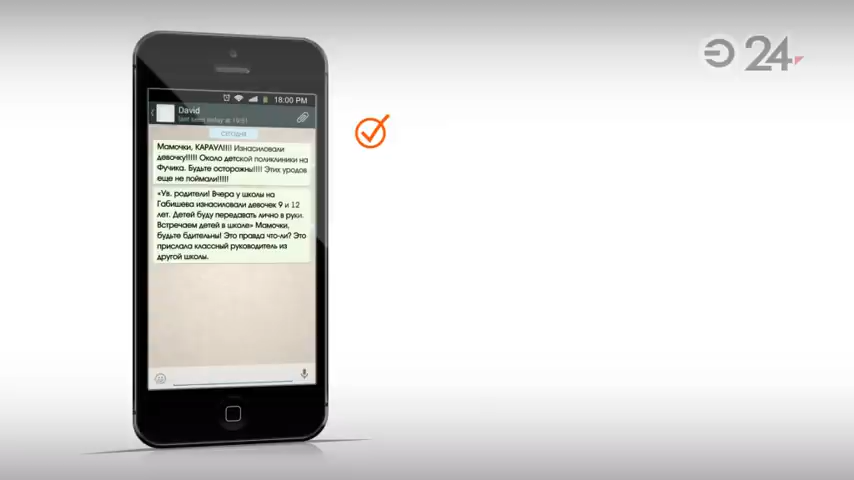 Э 24
18:00 PM
David
last seen today at
СЕГОДНЯ
Мамочки, КАРАУЛ!!!! Изнасиловали
девочку!!!!! Около детской поликлиники на
Фучика. Будьте осторожны!!!! Этих уродов
еще не поймали!!!!!
«Ув. родители! Вчера у школы на
Габишева изнасиловали девочек 9 и 12
лет. Детей буду передавать лично в руки.
Встречаем детей в школе» Мамочки,
будьте бдительны! Это правда что-ли? Это
прислала классный руководитель из
другой школы.